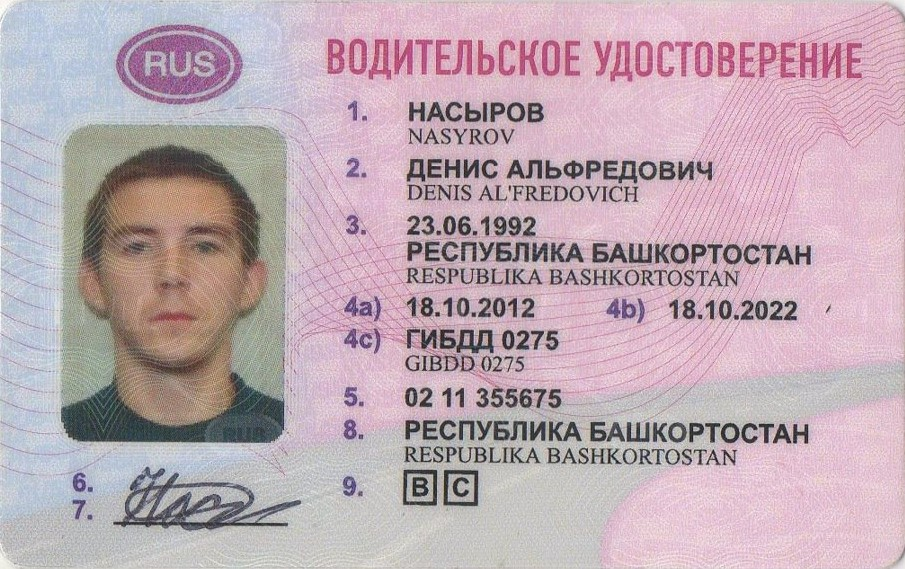 RUS
ВОДИТЕЛЬСКОЕ УДОСТОВЕРЕНИЕ
1. НАСЫРОВ
NASYROV
2. ДЕНИС АЛЬФРЕДОВИЧ
DENIS AL'FREDOVICH
3. 23.06.1992
РЕСПУБЛИКА БАШКОРТОСТАН
RESPUBLIKA BASHKORTOSTAN
4a) 18.10.2012 4b) 18.10.2022
4c) ГИБДД 0275
GIBDD 0275
5. 02 11 355675
8. РЕСПУБЛИКА БАШКОРТОСТАН
RESPUBLIKA BASHKORTOSTAN
9. B C
RUS
6.
7.